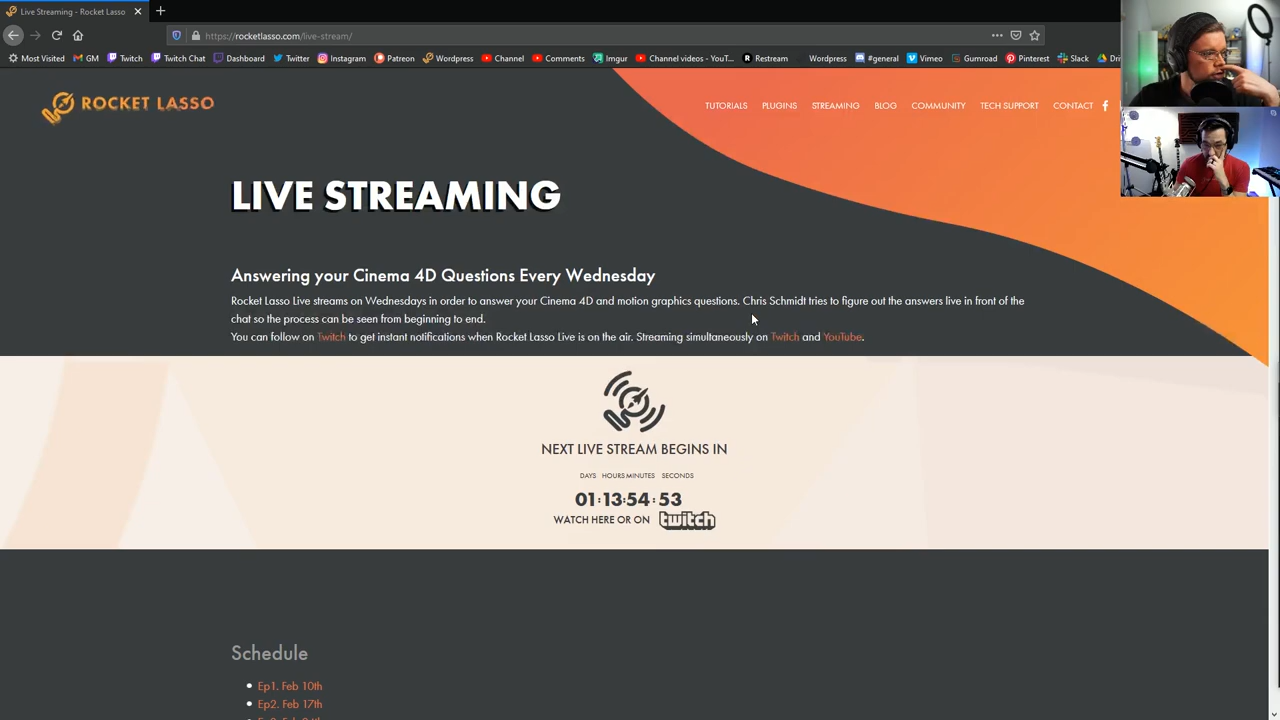 Live Streaming - Rocket Lasso
https://rocketlasso.com/live-stream/
Most Visited GM Twitch Twitch Chat Dashboard Twitter Instagram Patreon Wordpress Channel Comments Imgur Channel videos - YouT... Restream Wordpress #general Vimeo Gumroad Pinterest Slack
ROCKET LASSO
TUTORIALS PLUGINS STREAMING BLOG COMMUNITY TECH SUPPORT CONTACT
LIVE STREAMING
Answering your Cinema 4D Questions Every Wednesday
Rocket Lasso Live streams on Wednesdays in order to answer your Cinema 4D and motion graphics questions. Chris Schmidt tries to figure out the answers live in front of the
chat so the process can be seen from beginning to end.
You can follow on Twitch to get instant notifications when Rocket Lasso Live is on the air. Streaming simultaneously on Twitch and YouTube.
NEXT LIVE STREAM BEGINS IN
DAYS HOURS MINUTES SECONDS
01:13:54:53
WATCH HERE OR ON twitch
Schedule
Ep1. Feb 10th
Ep2. Feb 17th